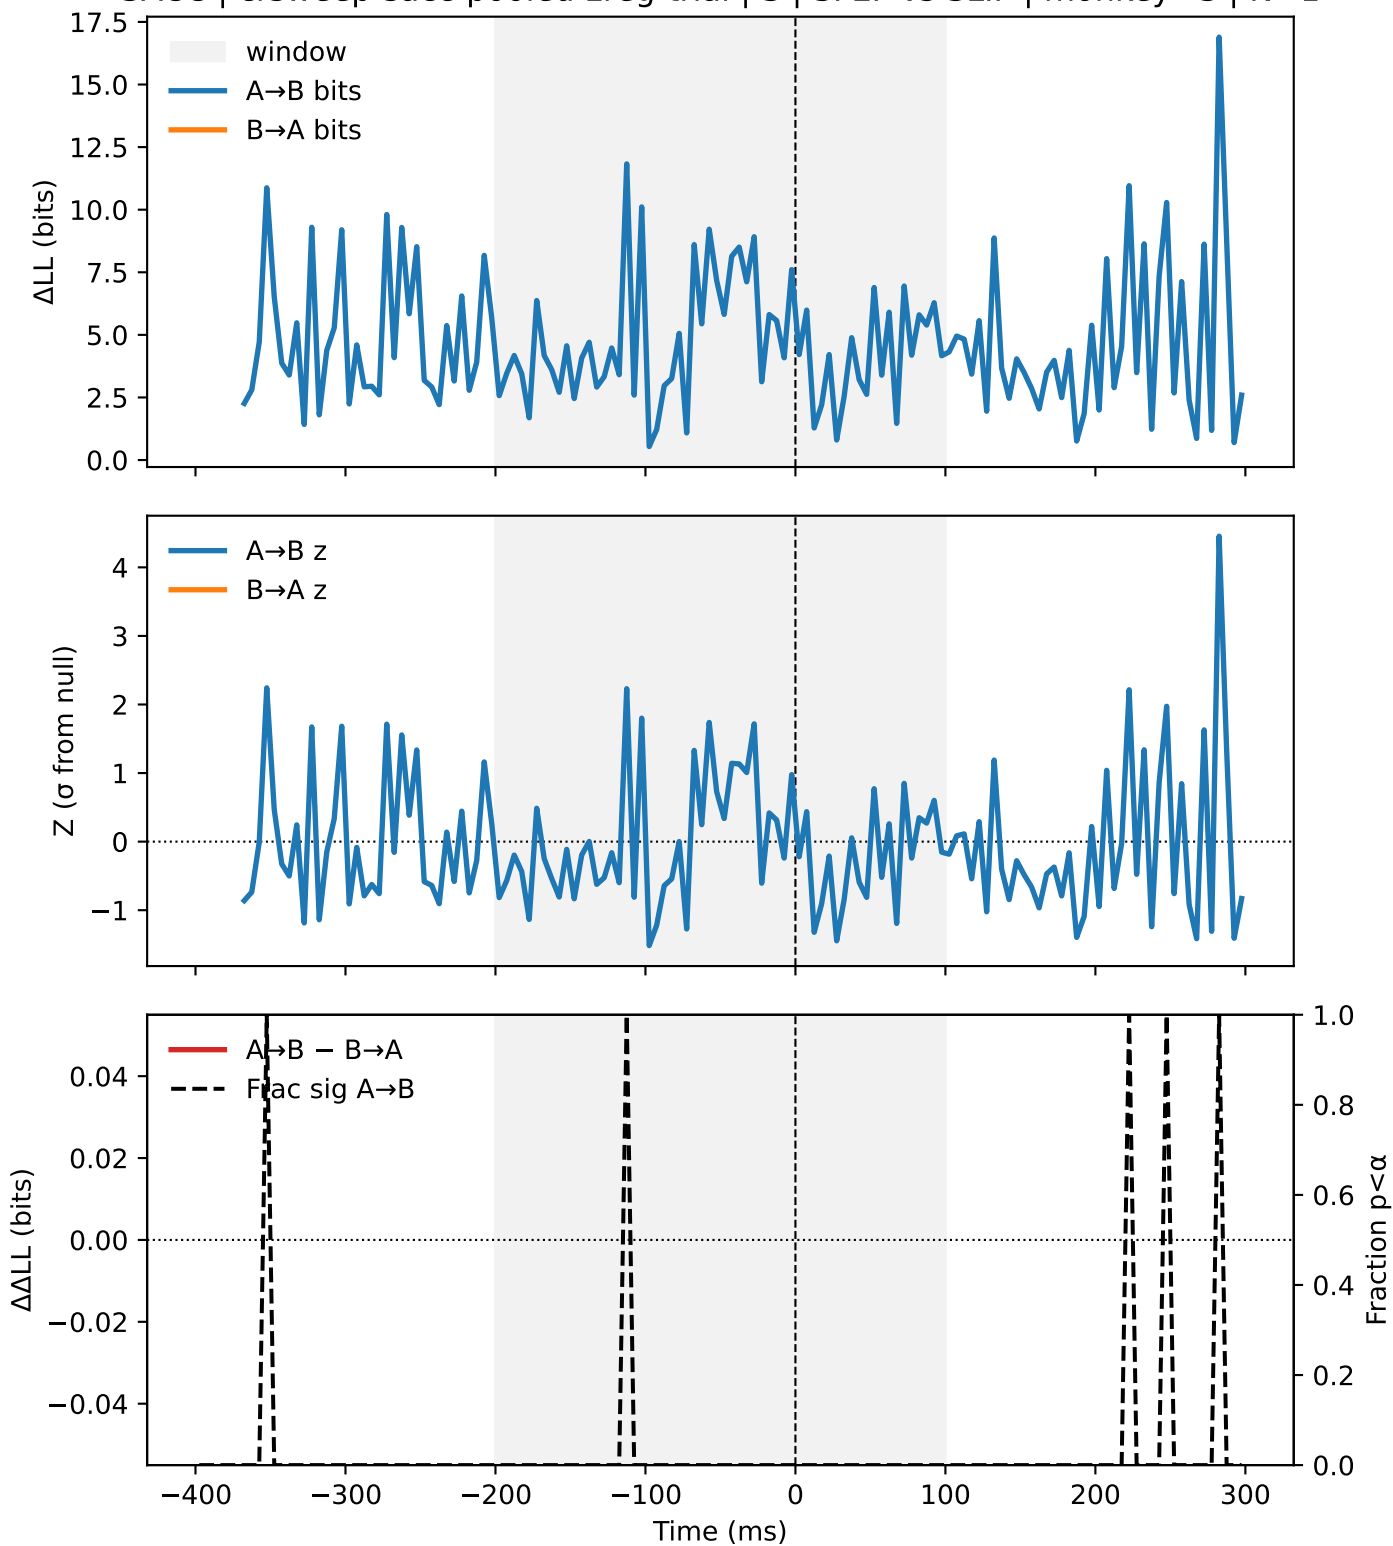 17.5
15.0
12.5
10.0
7.5
5.0
2.5
0.0
ΔLL (bits)
window
A→B bits
B→A bits
4
3
2
1
0
−1
Z (σ from null)
A→B z
B→A z
0.04
0.02
0.00
−0.02
−0.04
ΔΔLL (bits)
A→B − B→A
Frac sig A→B
1.0
0.8
0.6
0.4
0.2
0.0
Fraction p<α
−400 −300 −200 −100 0 100 200 300
Time (ms)